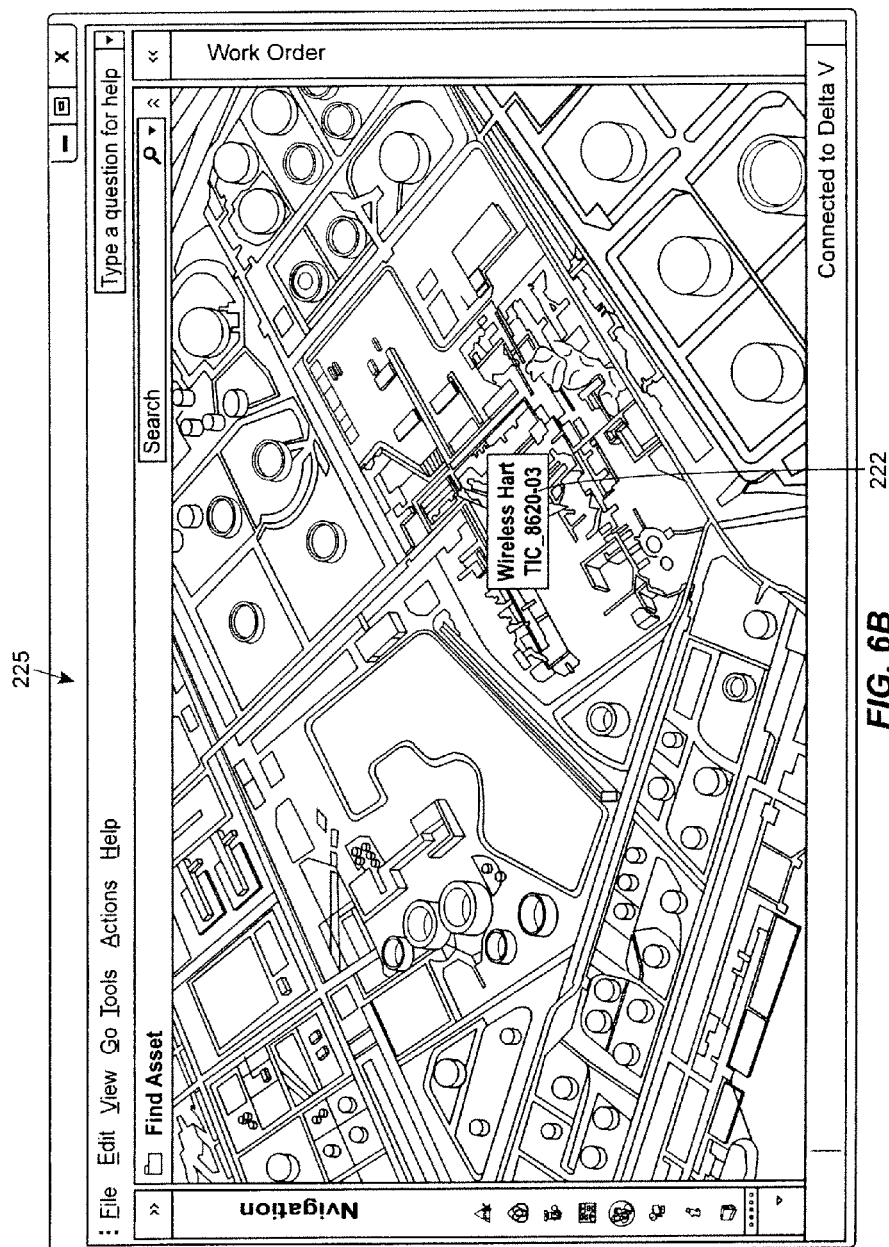 225
: File Edit View Go Tools Actions Help
Type a question for help
Find Asset
Search
Work Order
Nvigation
Wireless Hart
TIC_8620-03
222
Connected to Delta V
FIG. 6B